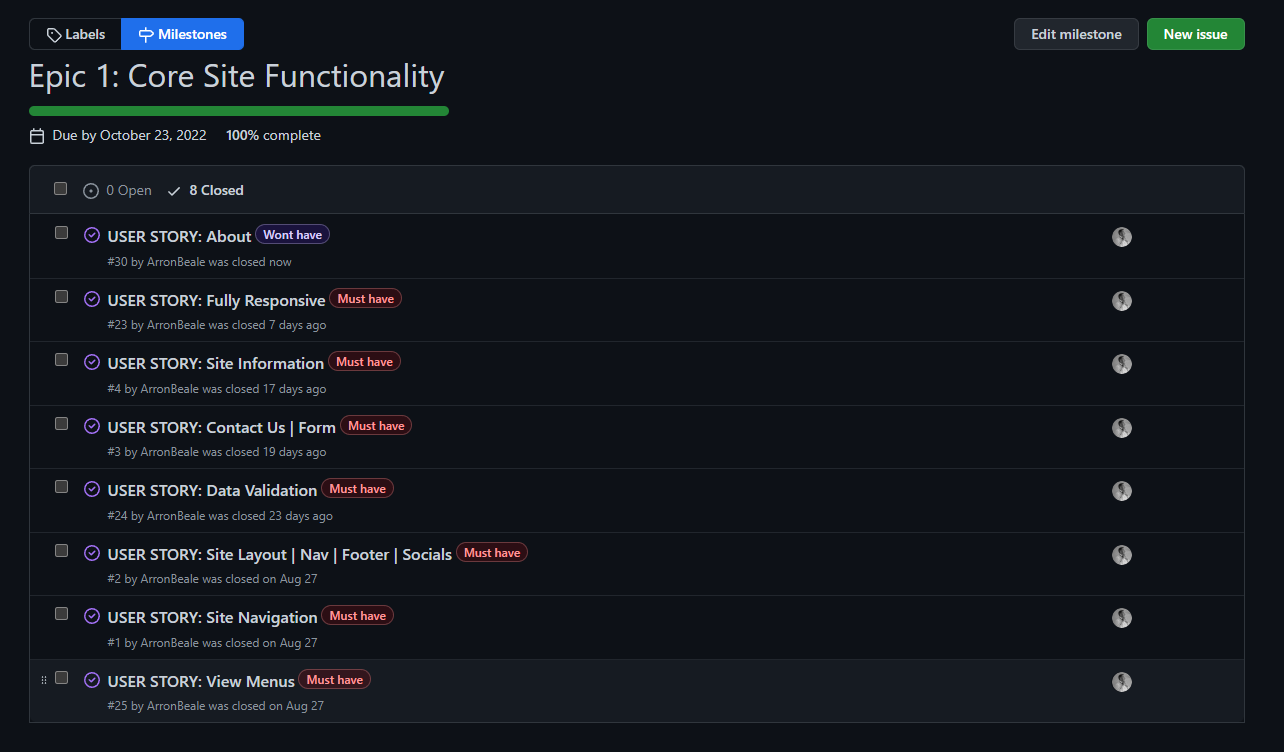 Labels Milestones Edit milestone New issue
Epic 1: Core Site Functionality
Due by October 23, 2022 100% complete
0 Open 8 Closed
USER STORY: About Wont have
#30 by ArronBeale was closed now
USER STORY: Fully Responsive Must have
#23 by ArronBeale was closed 7 days ago
USER STORY: Site Information Must have
#4 by ArronBeale was closed 17 days ago
USER STORY: Contact Us | Form Must have
#3 by ArronBeale was closed 19 days ago
USER STORY: Data Validation Must have
#24 by ArronBeale was closed 23 days ago
USER STORY: Site Layout | Nav | Footer | Socials Must have
#2 by ArronBeale was closed on Aug 27
USER STORY: Site Navigation Must have
#1 by ArronBeale was closed on Aug 27
USER STORY: View Menus Must have
#25 by ArronBeale was closed on Aug 27